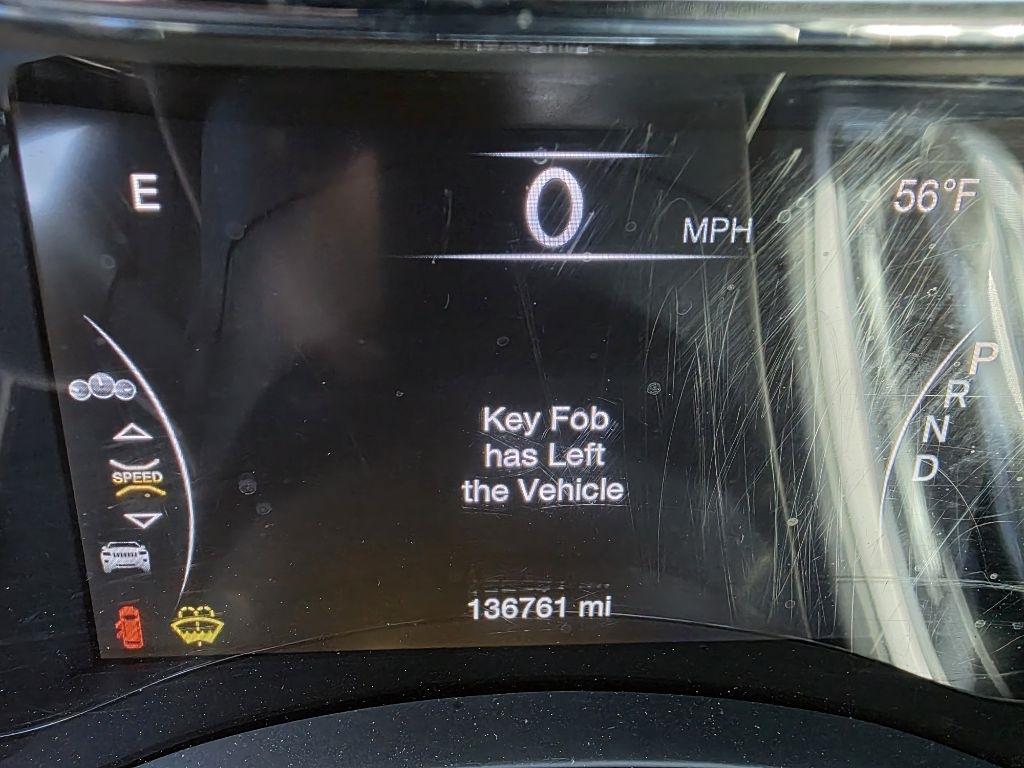 E
0
MPH
56°F
P
R
N
D
SPEED
Key Fob
has Left
the Vehicle
136761 mi